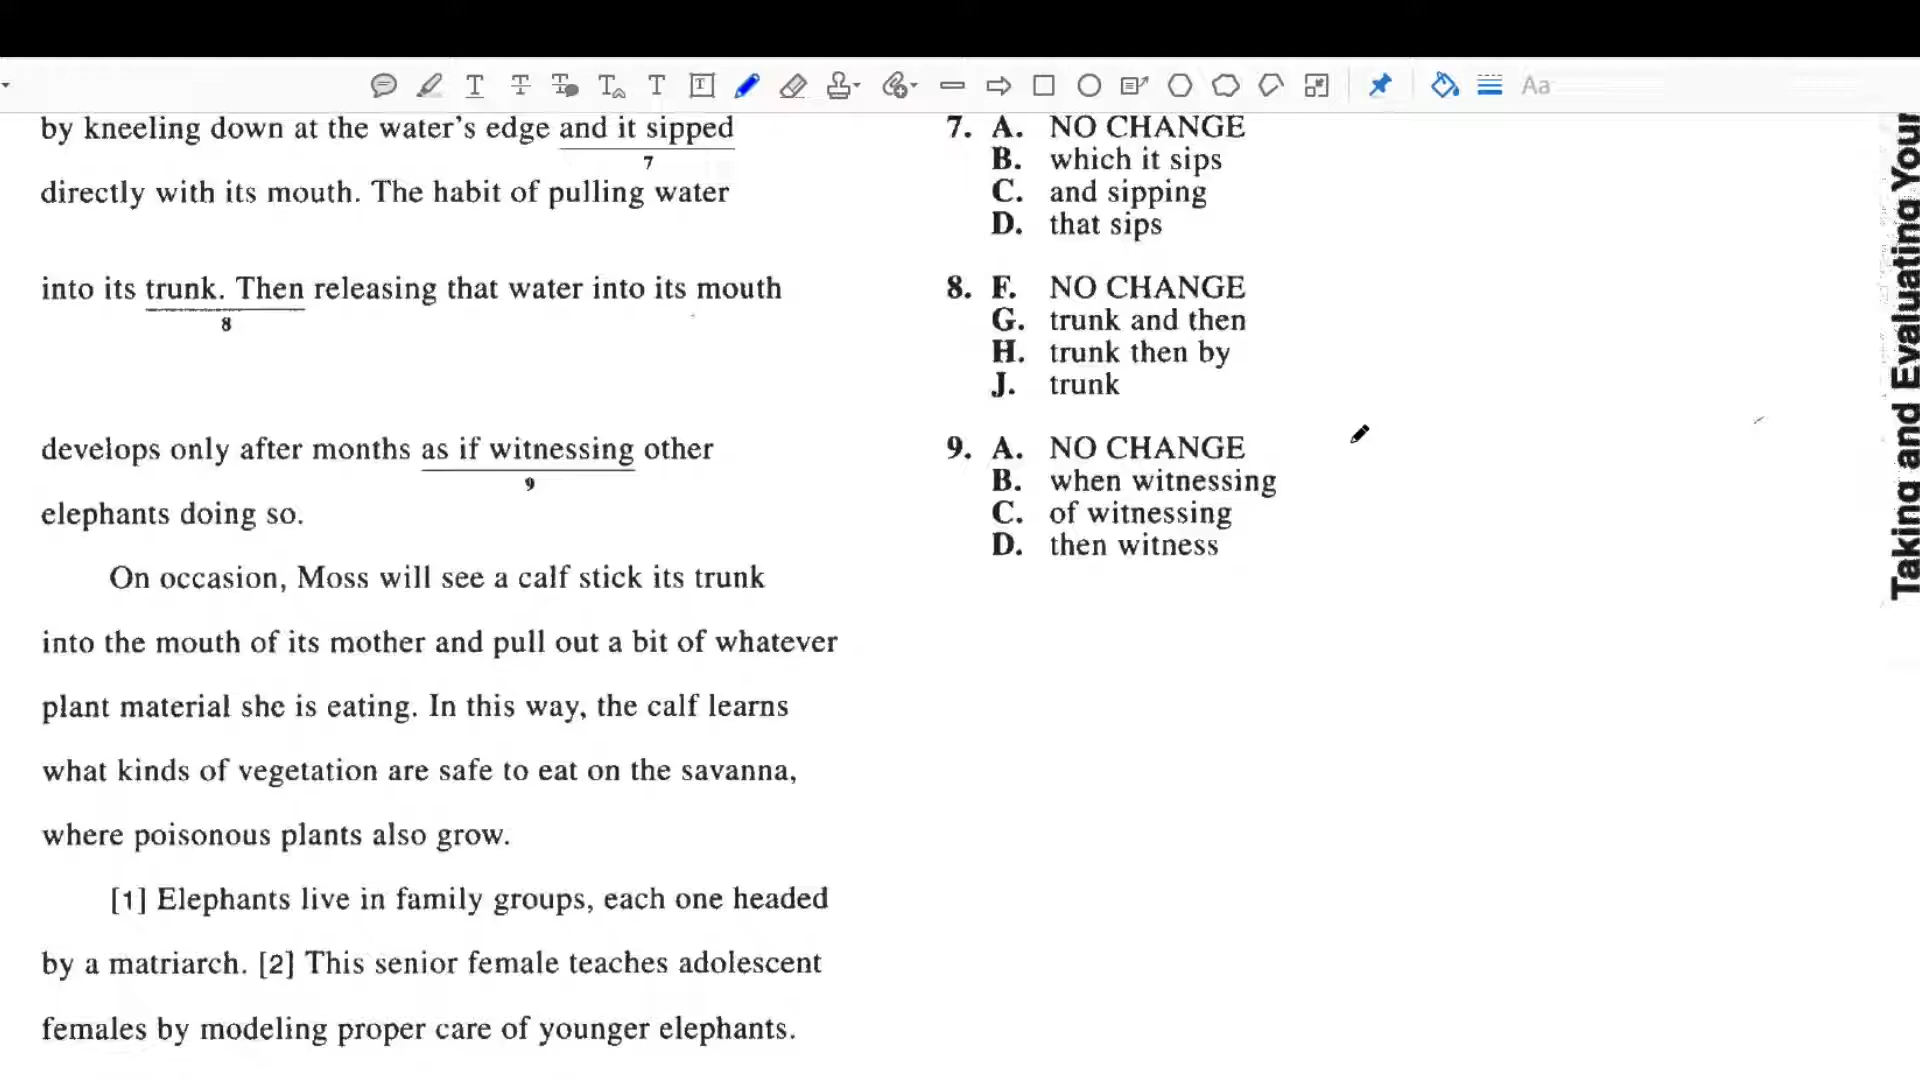 Aa
by kneeling down at the water's edge and it sipped
7
directly with its mouth. The habit of pulling water
into its trunk. Then releasing that water into its mouth
8
develops only after months as if witnessing other
9
elephants doing so.
On occasion, Moss will see a calf stick its trunk
into the mouth of its mother and pull out a bit of whatever
plant material she is eating. In this way, the calf learns
what kinds of vegetation are safe to eat on the savanna,
where poisonous plants also grow.
[1] Elephants live in family groups, each one headed
by a matriarch. [2] This senior female teaches adolescent
females by modeling proper care of younger elephants.
7. A. NO CHANGE
B. which it sips
C. and sipping
D. that sips
8. F. NO CHANGE
G. trunk and then
H. trunk then by
J. trunk
9. A. NO CHANGE
B. when witnessing
C. of witnessing
D. then witness
Taking and Evaluating Your